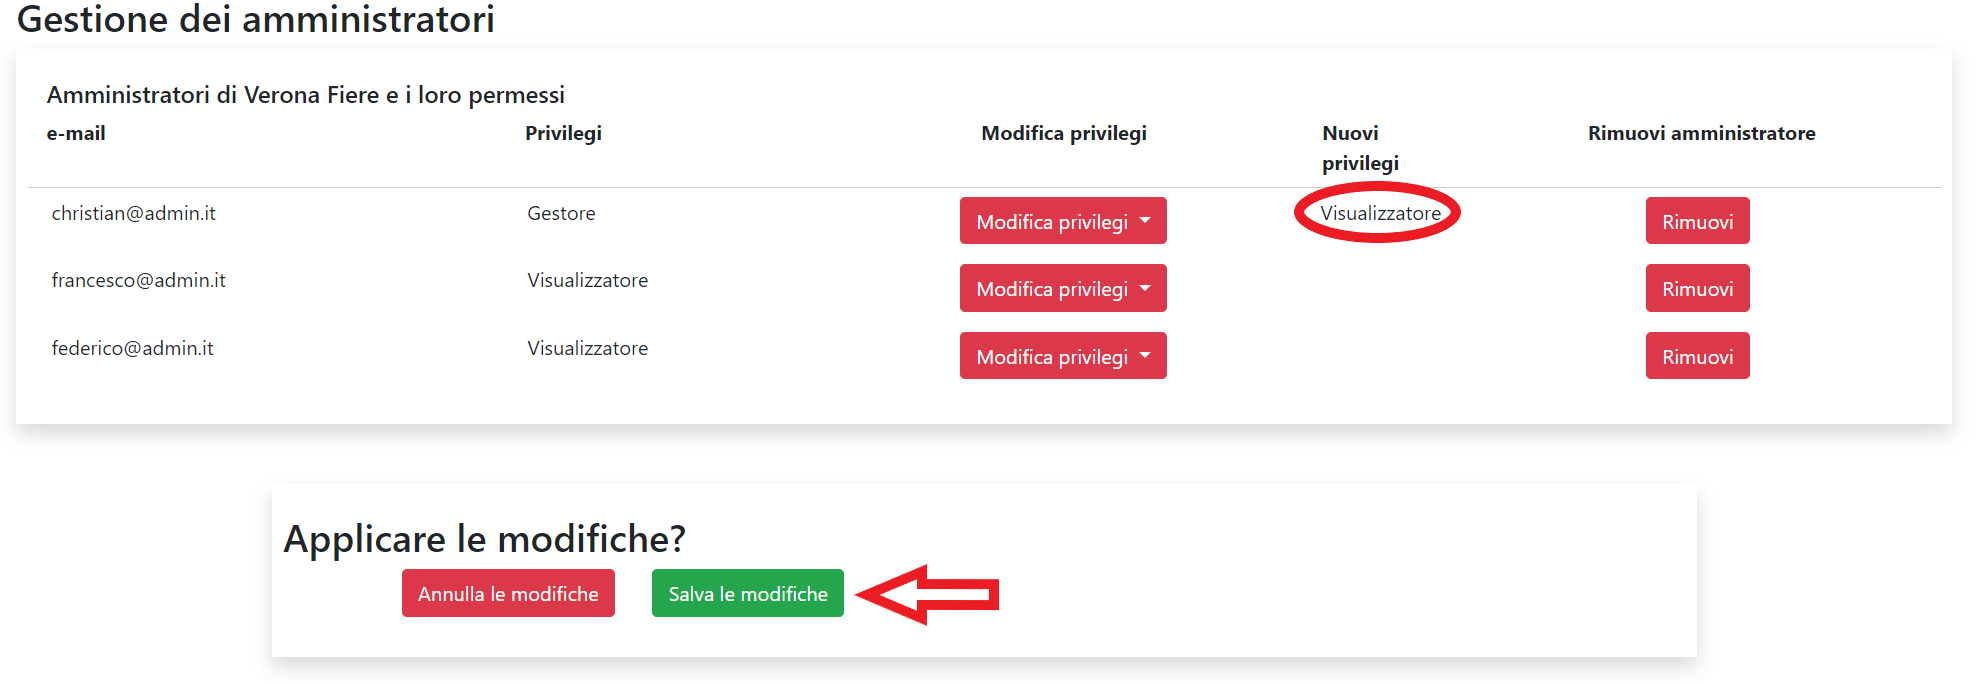 Gestione dei amministratori
Amministratori di Verona Fiere e i loro permessi
e-mail Privilegi Modifica privilegi Nuovi privilegi Rimuovi amministratore
christian@admin.it Gestore Modifica privilegi Visualizzatore Rimuovi
francesco@admin.it Visualizzatore Modifica privilegi Rimuovi
federico@admin.it Visualizzatore Modifica privilegi Rimuovi
Applicare le modifiche?
Annulla le modifiche Salva le modifiche